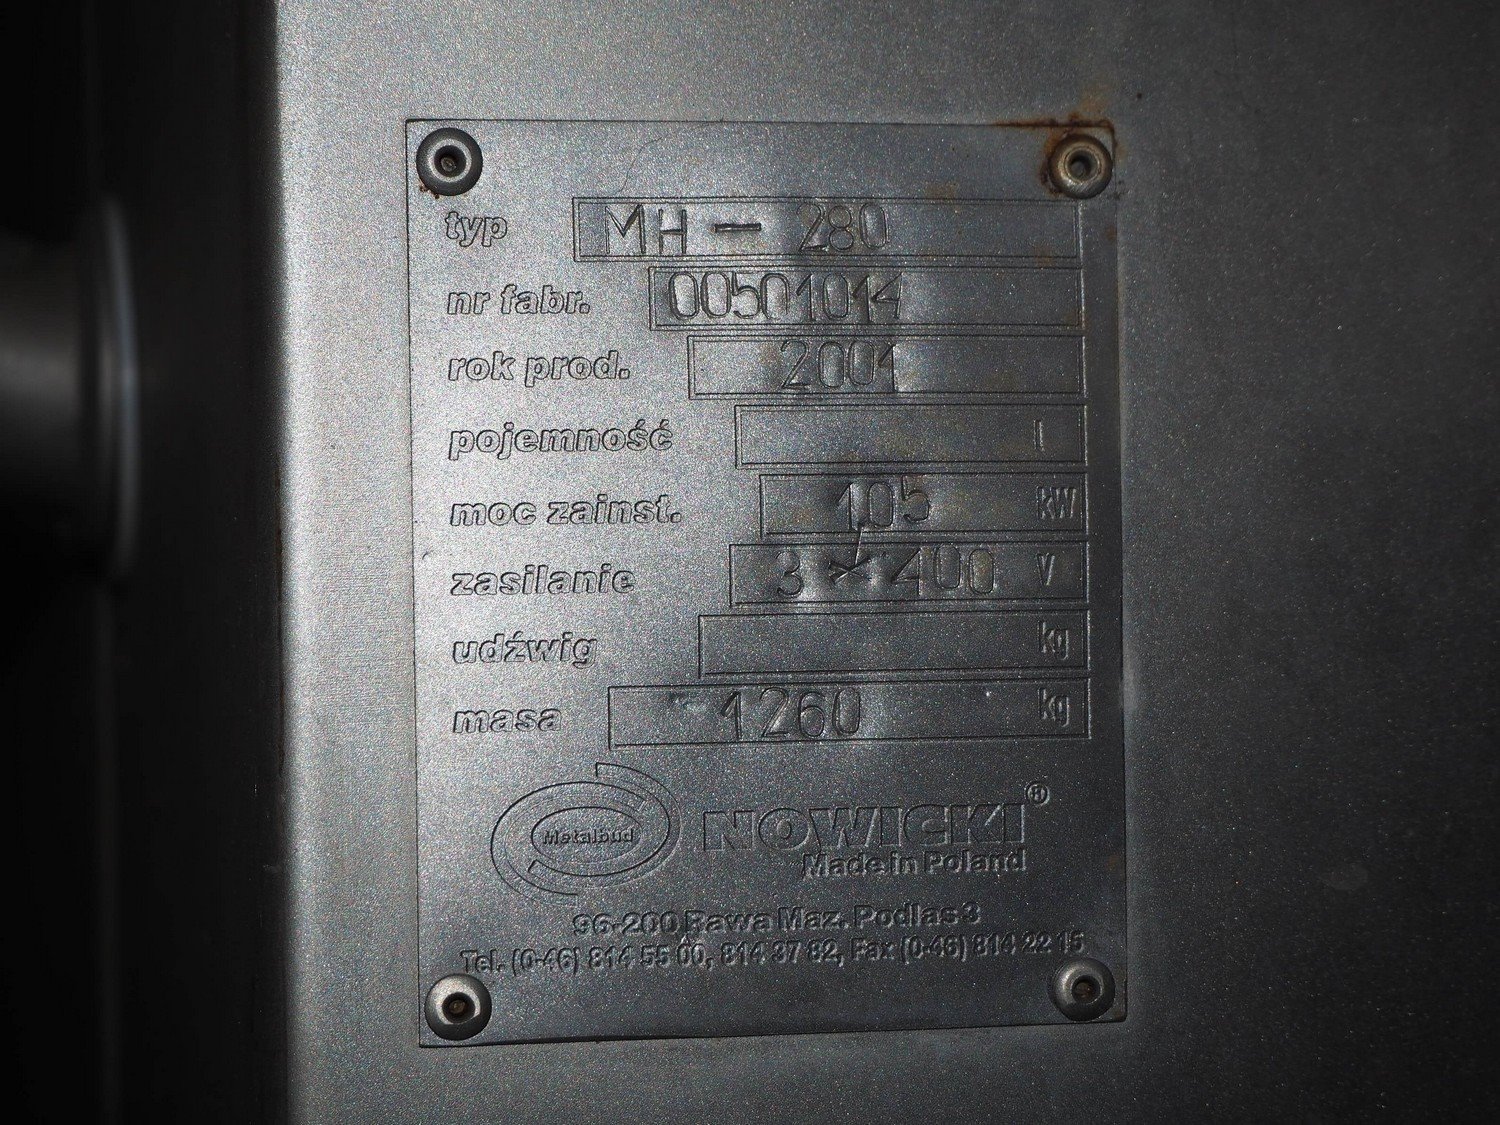 typ MH - 280
nr fabr. 00501014
rok prod. 2001
pojemność l
moc zainst. 105 kW
zasilanie 3 × 400 V
udźwig kg
masa 1260 kg
Metalbud NOWICKI®
Made in Poland
96-200 Rawa Maz. Podlas 3
Tel. (0-46) 814 55 00, 814 37 82, Fax (0-46) 814 22 15